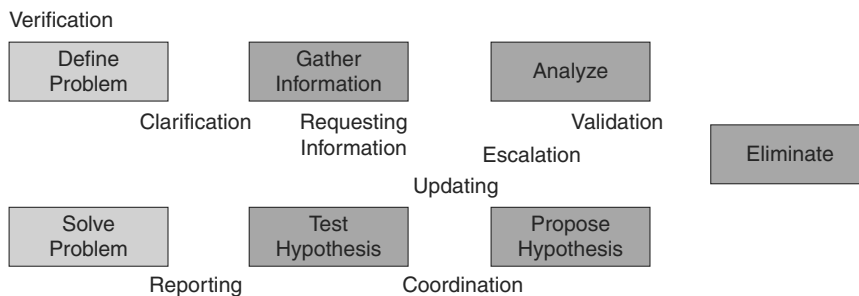 Verification
Define
Problem
Gather
Information
Analyze
Clarification
Requesting
Information
Validation
Escalation
Eliminate
Updating
Solve
Problem
Test
Hypothesis
Propose
Hypothesis
Reporting
Coordination